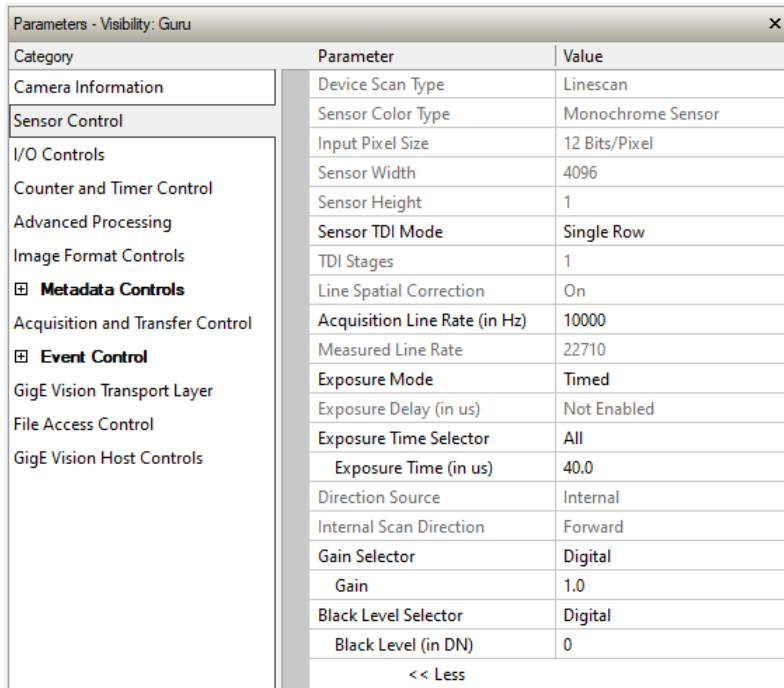 Parameters - Visibility: Guru
Category
Camera Information
Sensor Control
I/O Controls
Counter and Timer Control
Advanced Processing
Image Format Controls
Metadata Controls
Acquisition and Transfer Control
Event Control
GigE Vision Transport Layer
File Access Control
GigE Vision Host Controls
Parameter Value
Device Scan Type Linescan
Sensor Color Type Monochrome Sensor
Input Pixel Size 12 Bits/Pixel
Sensor Width 4096
Sensor Height 1
Sensor TDI Mode Single Row
TDI Stages 1
Line Spatial Correction On
Acquisition Line Rate (in Hz) 10000
Measured Line Rate 22710
Exposure Mode Timed
Exposure Delay (in us) Not Enabled
Exposure Time Selector All
Exposure Time (in us) 40.0
Direction Source Internal
Internal Scan Direction Forward
Gain Selector Digital
Gain 1.0
Black Level Selector Digital
Black Level (in DN) 0
<< Less